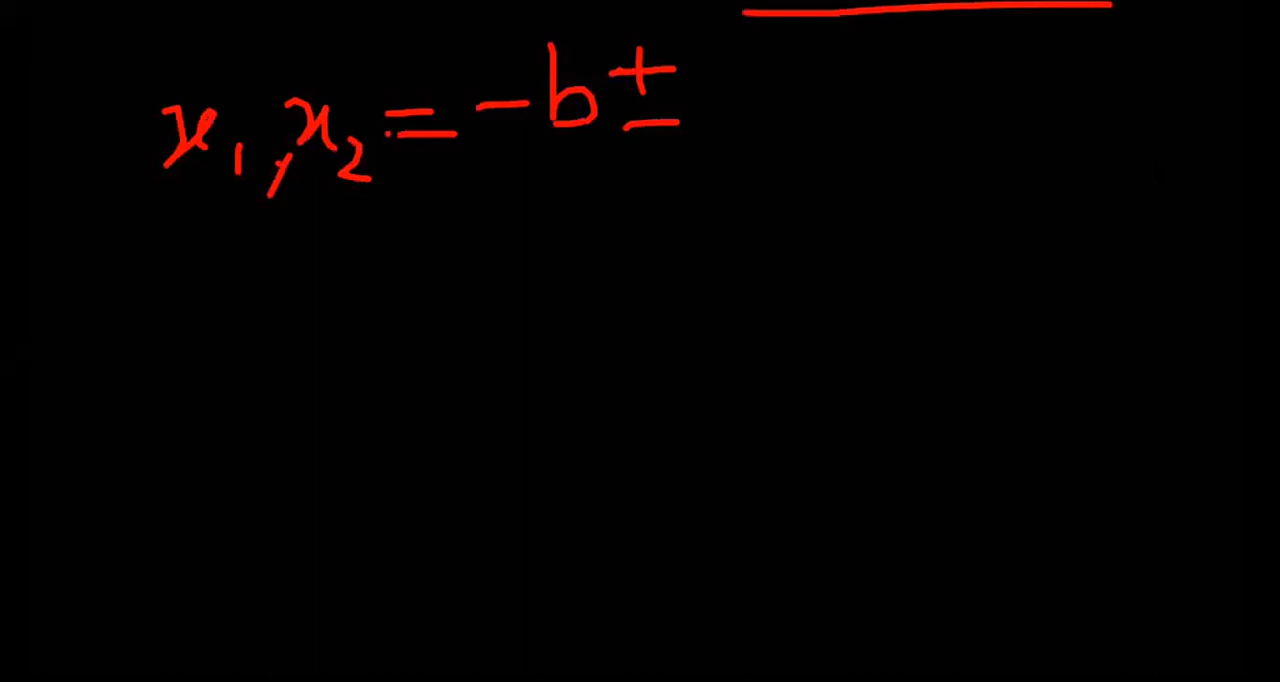 x₁, x₂ = -b ±